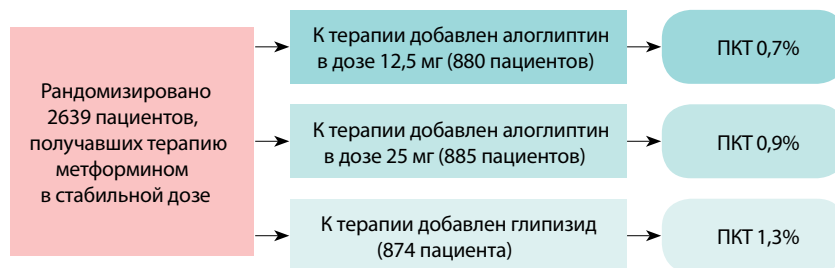 Рандомизировано
2639 пациентов,
получавших терапию
метформином
в стабильной дозе
К терапии добавлен алоглиптин
в дозе 12,5 мг (880 пациентов)
ПКТ 0,7%
К терапии добавлен алоглиптин
в дозе 25 мг (885 пациентов)
ПКТ 0,9%
К терапии добавлен глипизид
(874 пациента)
ПКТ 1,3%